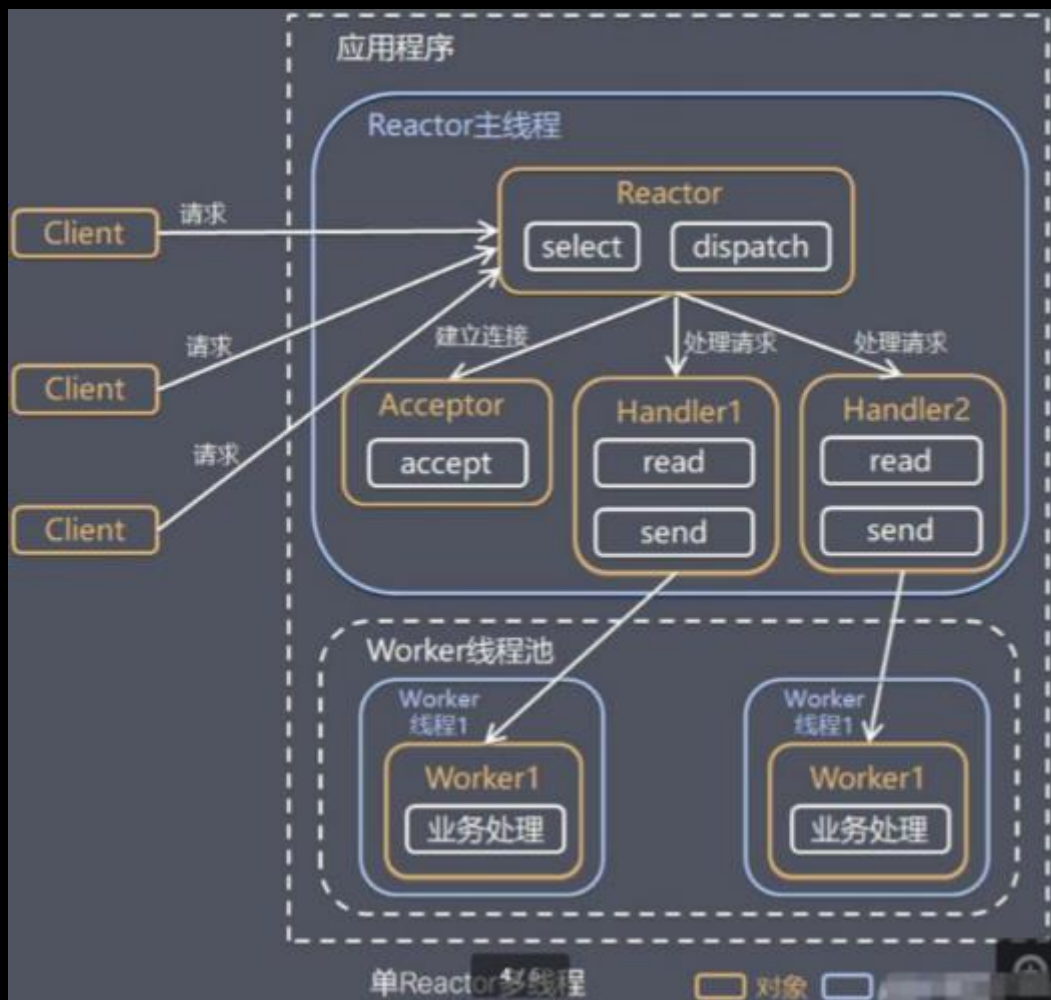 应用程序
Reactor主线程
Reactor
select
dispatch
Client
请求
Client
请求
Client
请求
建立连接
处理请求
处理请求
Acceptor
accept
Handler1
read
send
Handler2
read
send
Worker线程池
Worker
线程1
Worker1
业务处理
Worker
线程1
Worker1
业务处理
单Reactor多线程
4/6
对象